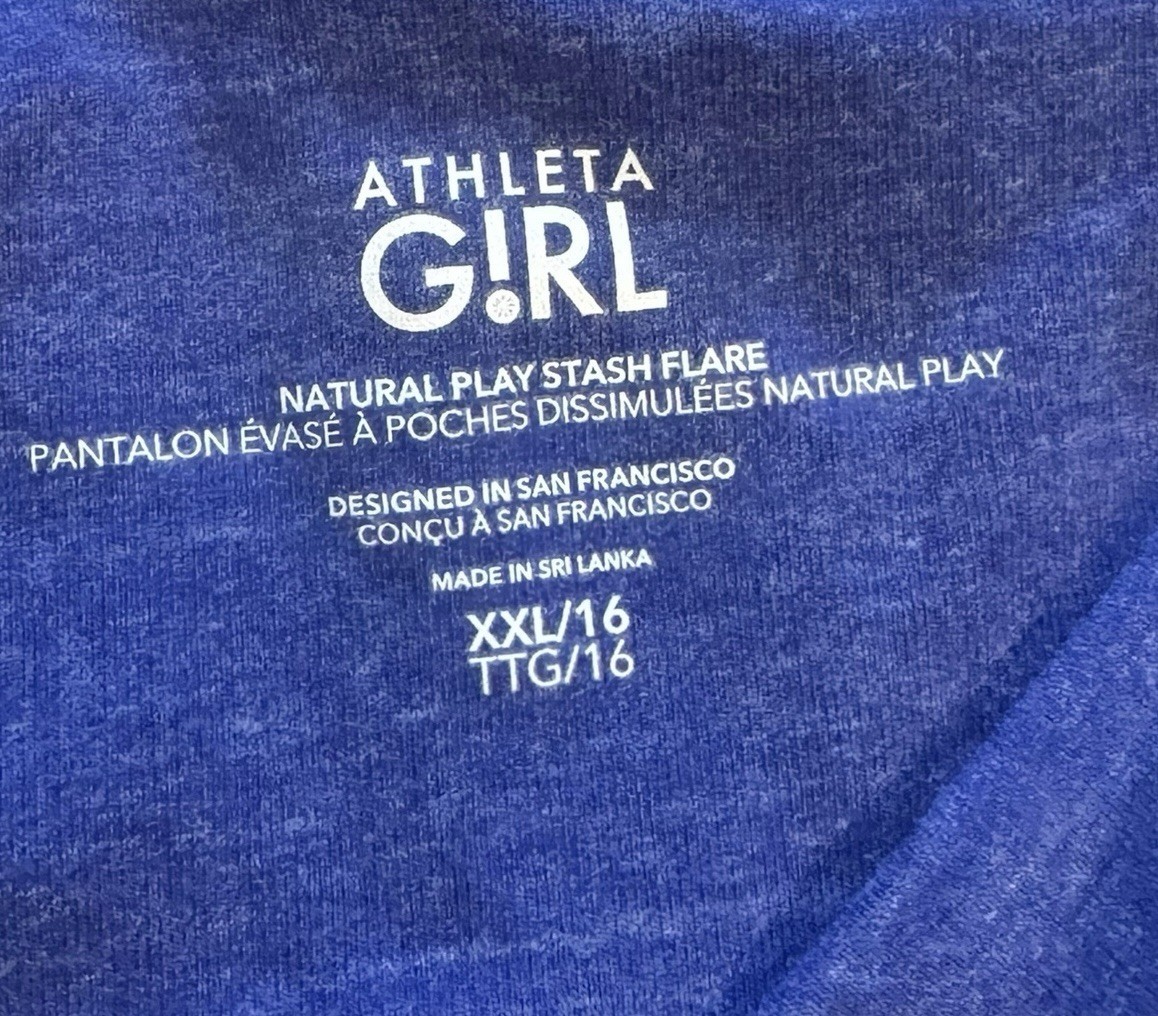 ATHLETA
G!RL
NATURAL PLAY STASH FLARE
PANTALON ÉVASÉ À POCHES DISSIMULÉES NATURAL PLAY
DESIGNED IN SAN FRANCISCO
CONÇU À SAN FRANCISCO
MADE IN SRI LANKA
XXL/16
TTG/16